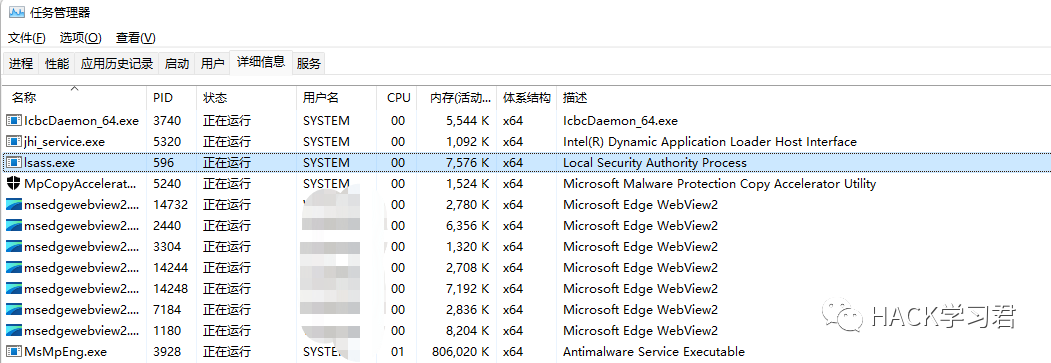 任务管理器
文件(F) 选项(O) 查看(V)
进程 性能 应用历史记录 启动 用户 详细信息 服务
名称 PID 状态 用户名 CPU 内存(活动... 体系结构 描述
IcbcDaemon_64.exe 3740 正在运行 SYSTEM 00 5,544 K x64 IcbcDaemon_64.exe
jhi_service.exe 5320 正在运行 SYSTEM 00 1,092 K x64 Intel(R) Dynamic Application Loader Host Interface
lsass.exe 596 正在运行 SYSTEM 00 7,576 K x64 Local Security Authority Process
MpCopyAccelerat... 5240 正在运行 SYSTEM 00 1,524 K x64 Microsoft Malware Protection Copy Accelerator Utility
msedgewebview2.... 14732 正在运行 00 2,780 K x64 Microsoft Edge WebView2
msedgewebview2.... 2440 正在运行 00 6,356 K x64 Microsoft Edge WebView2
msedgewebview2.... 3304 正在运行 00 1,320 K x64 Microsoft Edge WebView2
msedgewebview2.... 14244 正在运行 00 2,708 K x64 Microsoft Edge WebView2
msedgewebview2.... 14248 正在运行 00 7,192 K x64 Microsoft Edge WebView2
msedgewebview2.... 7184 正在运行 00 2,836 K x64 Microsoft Edge WebView2
msedgewebview2.... 1180 正在运行 00 8,204 K x64 Microsoft Edge WebView2
MsMpEng.exe 3928 正在运行 01 806,020 K x64 Antimalware Service Executable
HACK学习君